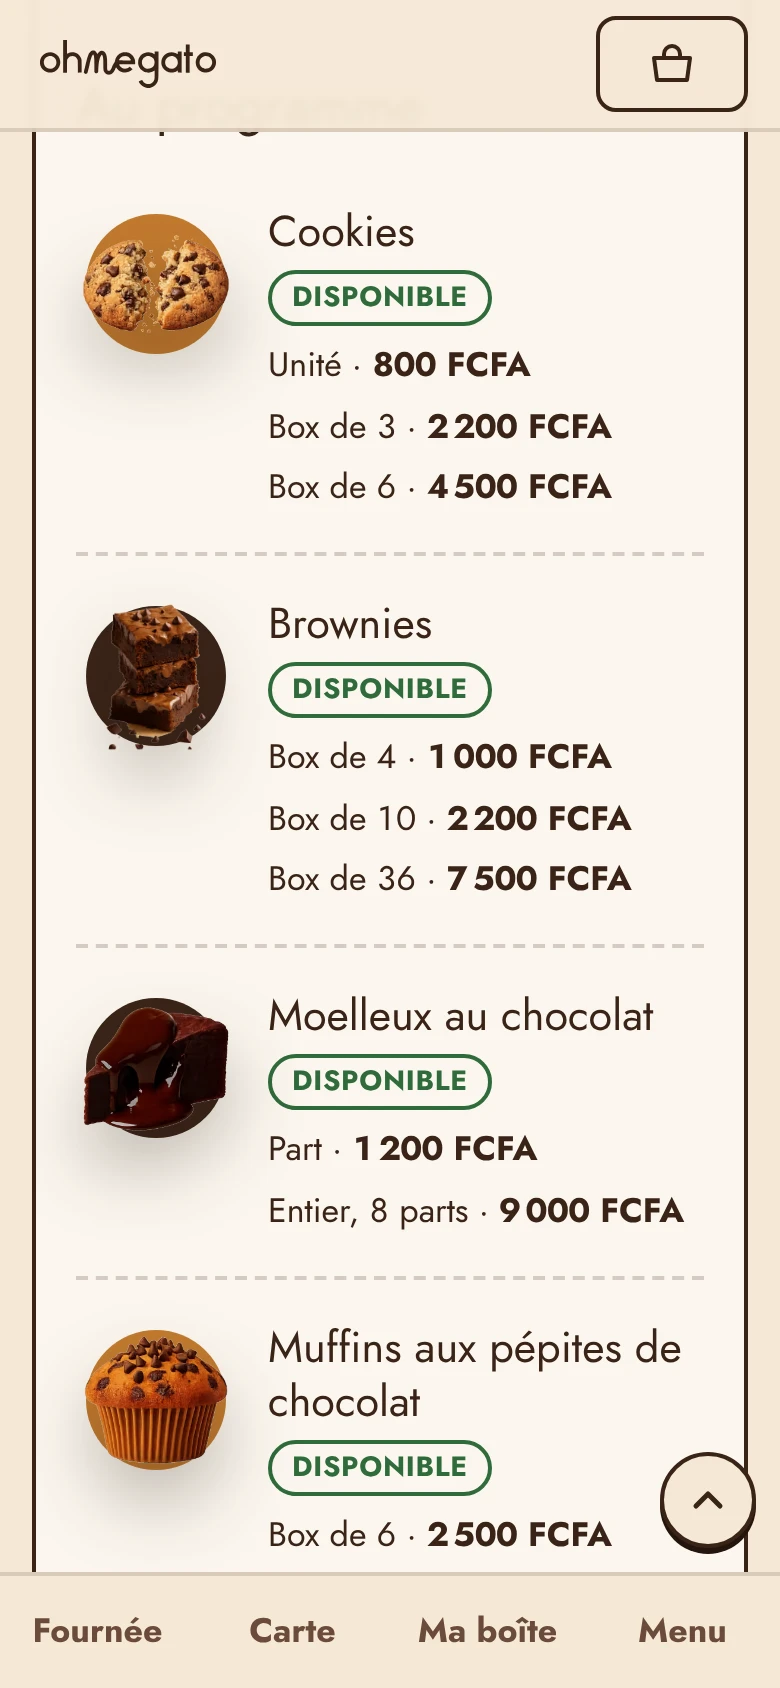 ohmegato
Au programme
Cookies
DISPONIBLE
Unité · 800 FCFA
Box de 3 · 2 200 FCFA
Box de 6 · 4 500 FCFA
Brownies
DISPONIBLE
Box de 4 · 1 000 FCFA
Box de 10 · 2 200 FCFA
Box de 36 · 7 500 FCFA
Moelleux au chocolat
DISPONIBLE
Part · 1 200 FCFA
Entier, 8 parts · 9 000 FCFA
Muffins aux pépites de
chocolat
DISPONIBLE
Box de 6 · 2 500 FCFA
Fournée Carte Ma boîte Menu